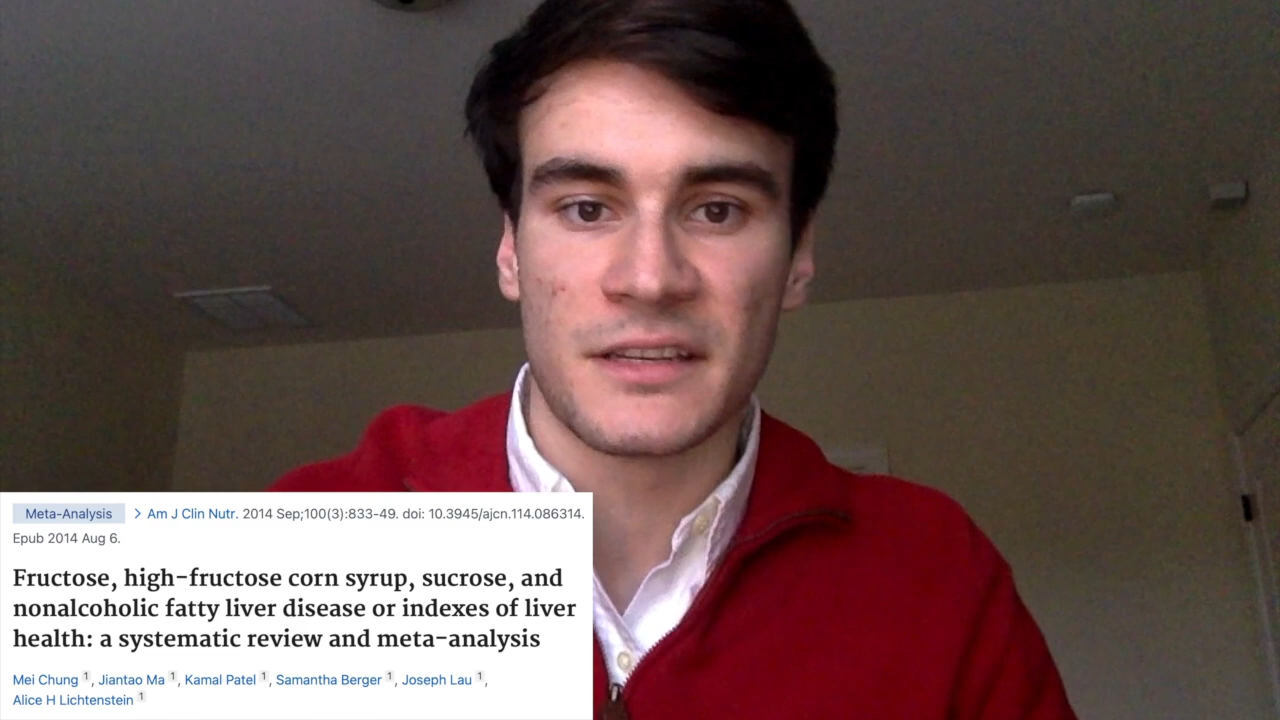 Meta-Analysis > Am J Clin Nutr. 2014 Sep;100(3):833-49. doi: 10.3945/ajcn.114.086314.
Epub 2014 Aug 6.
Fructose, high-fructose corn syrup, sucrose, and
nonalcoholic fatty liver disease or indexes of liver
health: a systematic review and meta-analysis
Mei Chung 1, Jiantao Ma 1, Kamal Patel 1, Samantha Berger 1, Joseph Lau 1,
Alice H Lichtenstein 1